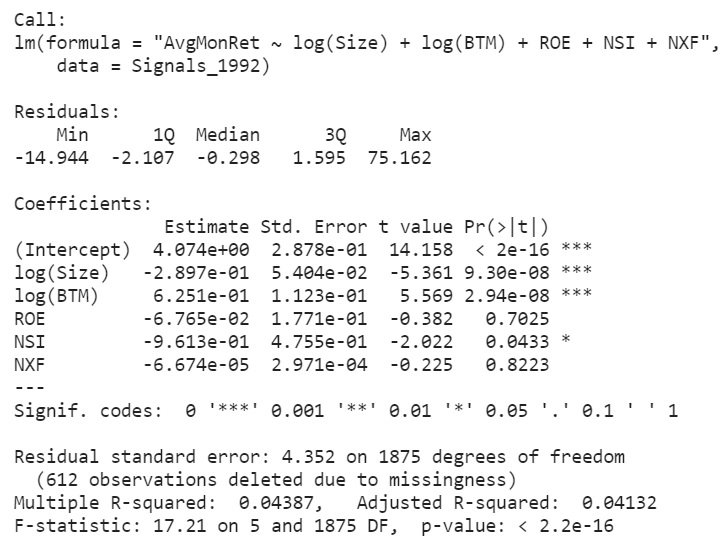 Call:
lm(formula = "AvgMonRet ~ log(Size) + log(BTM) + ROE + NSI + NXF",
    data = Signals_1992)

Residuals:
    Min      1Q  Median      3Q     Max
-14.944  -2.107  -0.298   1.595  75.162

Coefficients:
              Estimate Std. Error t value Pr(>|t|)
(Intercept)  4.074e+00  2.878e-01  14.158  < 2e-16 ***
log(Size)   -2.897e-01  5.404e-02  -5.361 9.30e-08 ***
log(BTM)     6.251e-01  1.123e-01   5.569 2.94e-08 ***
ROE         -6.765e-02  1.771e-01  -0.382   0.7025
NSI         -9.613e-01  4.755e-01  -2.022   0.0433 *
NXF         -6.674e-05  2.971e-04  -0.225   0.8223
---
Signif. codes:  0 '***' 0.001 '**' 0.01 '*' 0.05 '.' 0.1 ' ' 1

Residual standard error: 4.352 on 1875 degrees of freedom
  (612 observations deleted due to missingness)
Multiple R-squared:  0.04387,   Adjusted R-squared:  0.04132
F-statistic: 17.21 on 5 and 1875 DF,  p-value: < 2.2e-16